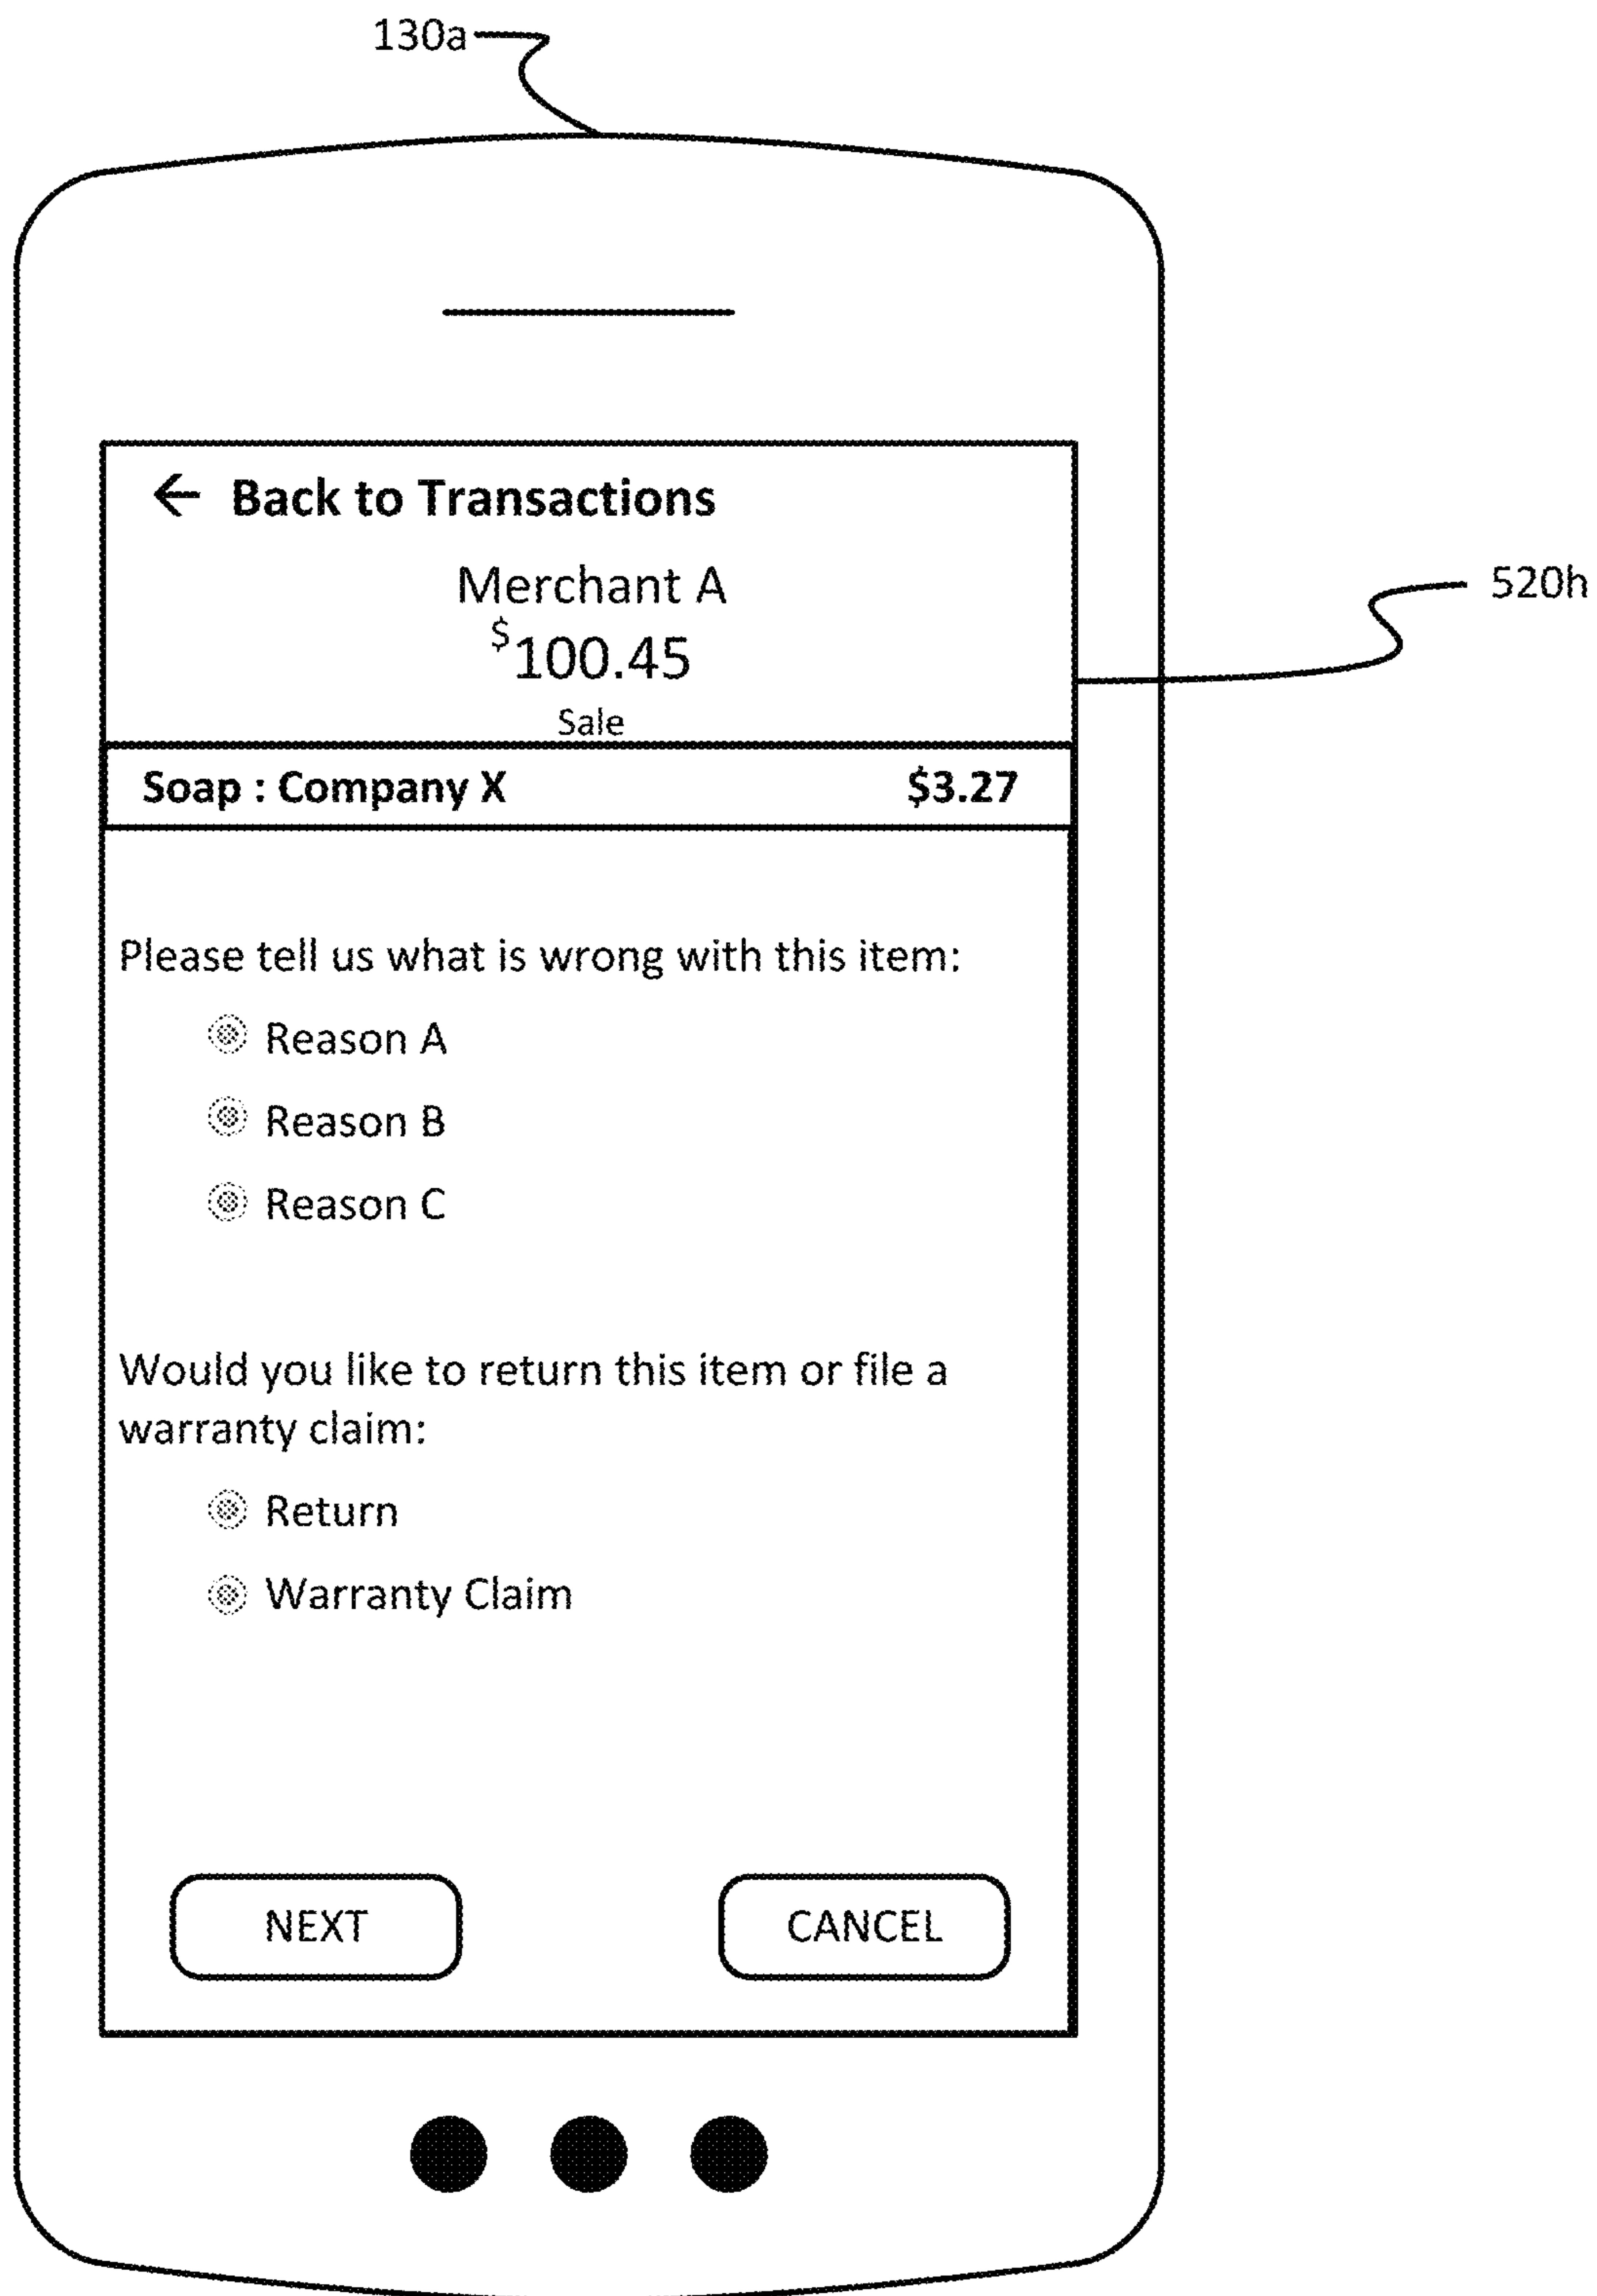 130a
← Back to Transactions
Merchant A
$100.45
520h
Sale
Soap : Company X $3.27
Please tell us what is wrong with this item:
Reason A
Reason B
Reason C
Would you like to return this item or file a
warranty claim:
Return
Warranty Claim
NEXT CANCEL